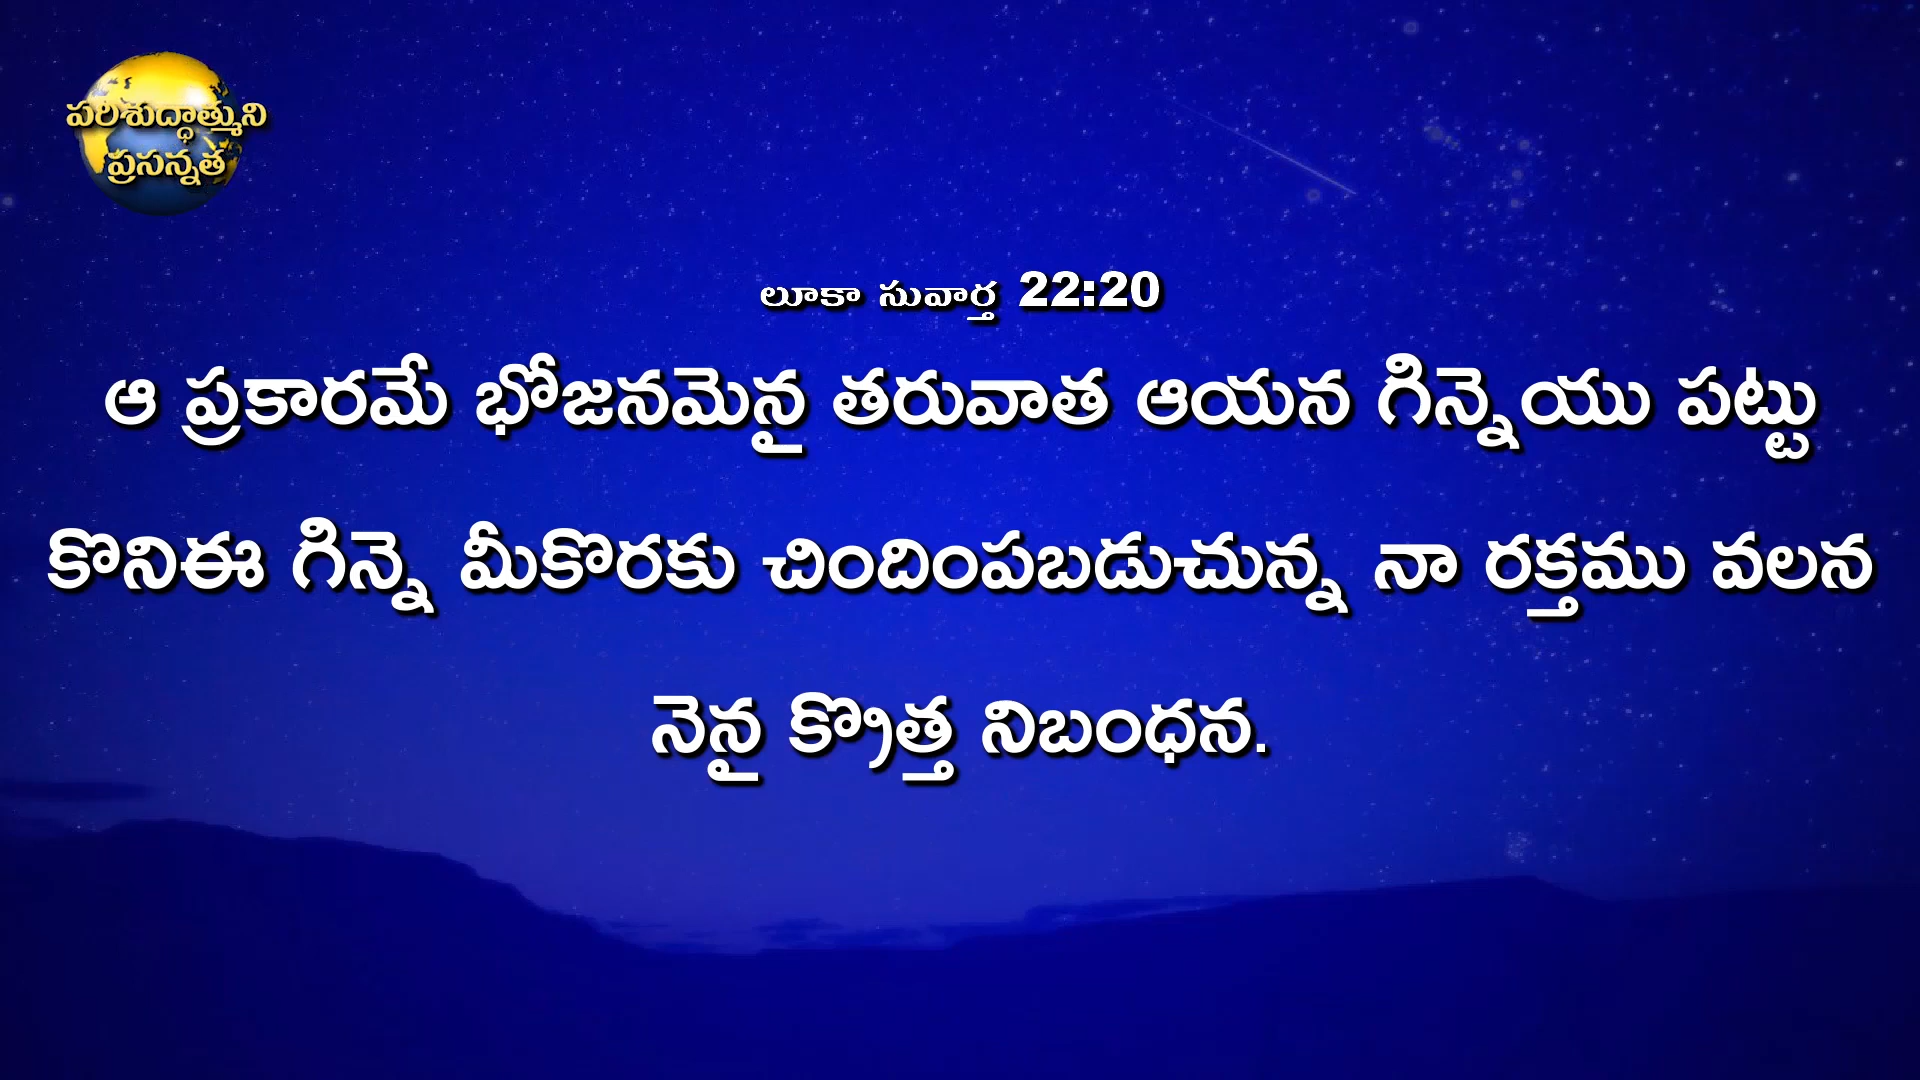 పరిశుద్ధాత్ముని
ప్రసన్నత
లూకా సువార్త 22:20
ఆ ప్రకారమే భోజనమైన తరువాత ఆయన గిన్నెయు పట్టు
కొనిఈ గిన్నె మీకొరకు చిందింపబడుచున్న నా రక్తము వలన
నైన క్రొత్త నిబంధన.